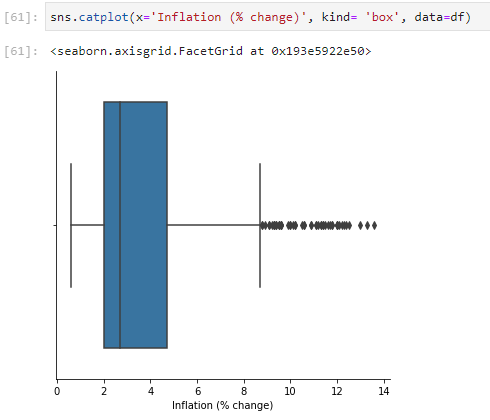 [61]: sns.catplot(x='Inflation (% change)', kind= 'box', data=df)
[61]: <seaborn.axisgrid.FacetGrid at 0x193e5922e50>
0 2 4 6 8 10 12 14
Inflation (% change)